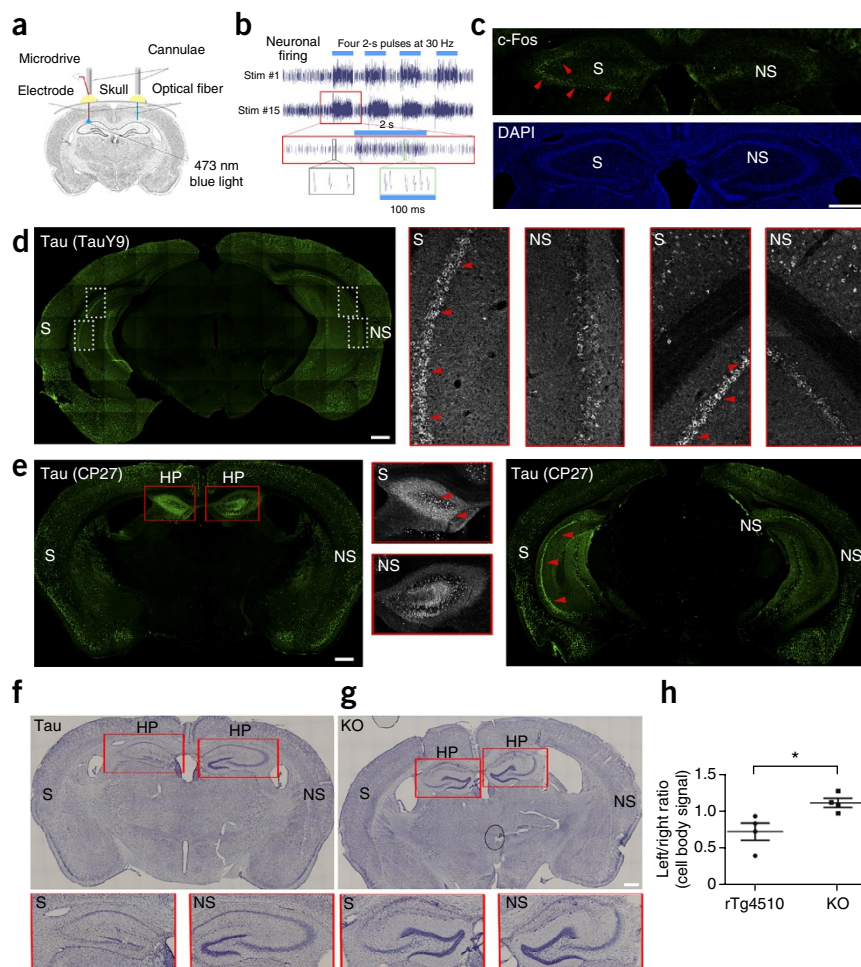 a
Microdrive
Cannulae
Electrode
Skull
Optical fiber
473 nm
blue light
b
Neuronal
firing
Four 2-s pulses at 30 Hz
Stim #1
Stim #15
2 s
100 ms
c
c-Fos
S
NS
DAPI
S
NS
d
Tau (TauY9)
S
NS
S
NS
S
NS
e
Tau (CP27)
HP
HP
S
NS
S
NS
Tau (CP27)
S
NS
NS
f
Tau
HP
S
NS
S
NS
g
KO
HP
HP
S
NS
S
NS
h
*
Left/right ratio
(cell body signal)
1.5
1.0
0.5
0
rTg4510
KO